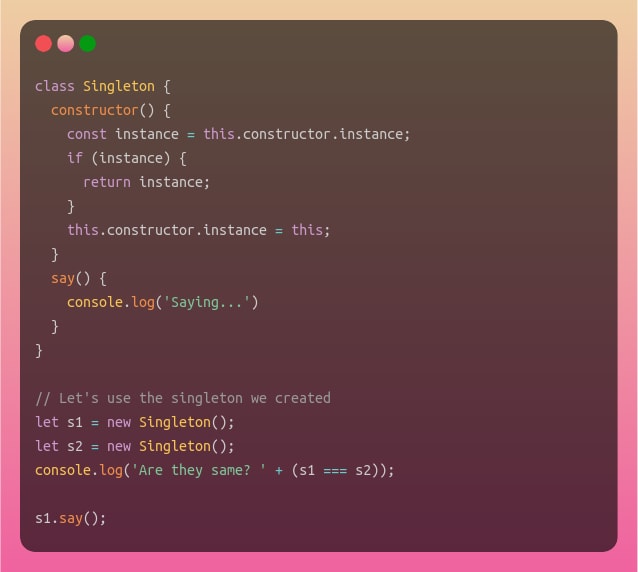 class Singleton {
  constructor() {
    const instance = this.constructor.instance;
    if (instance) {
      return instance;
    }
    this.constructor.instance = this;
  }
  say() {
    console.log('Saying...')
  }
}

// Let's use the singleton we created
let s1 = new Singleton();
let s2 = new Singleton();
console.log('Are they same? ' + (s1 === s2));

s1.say();